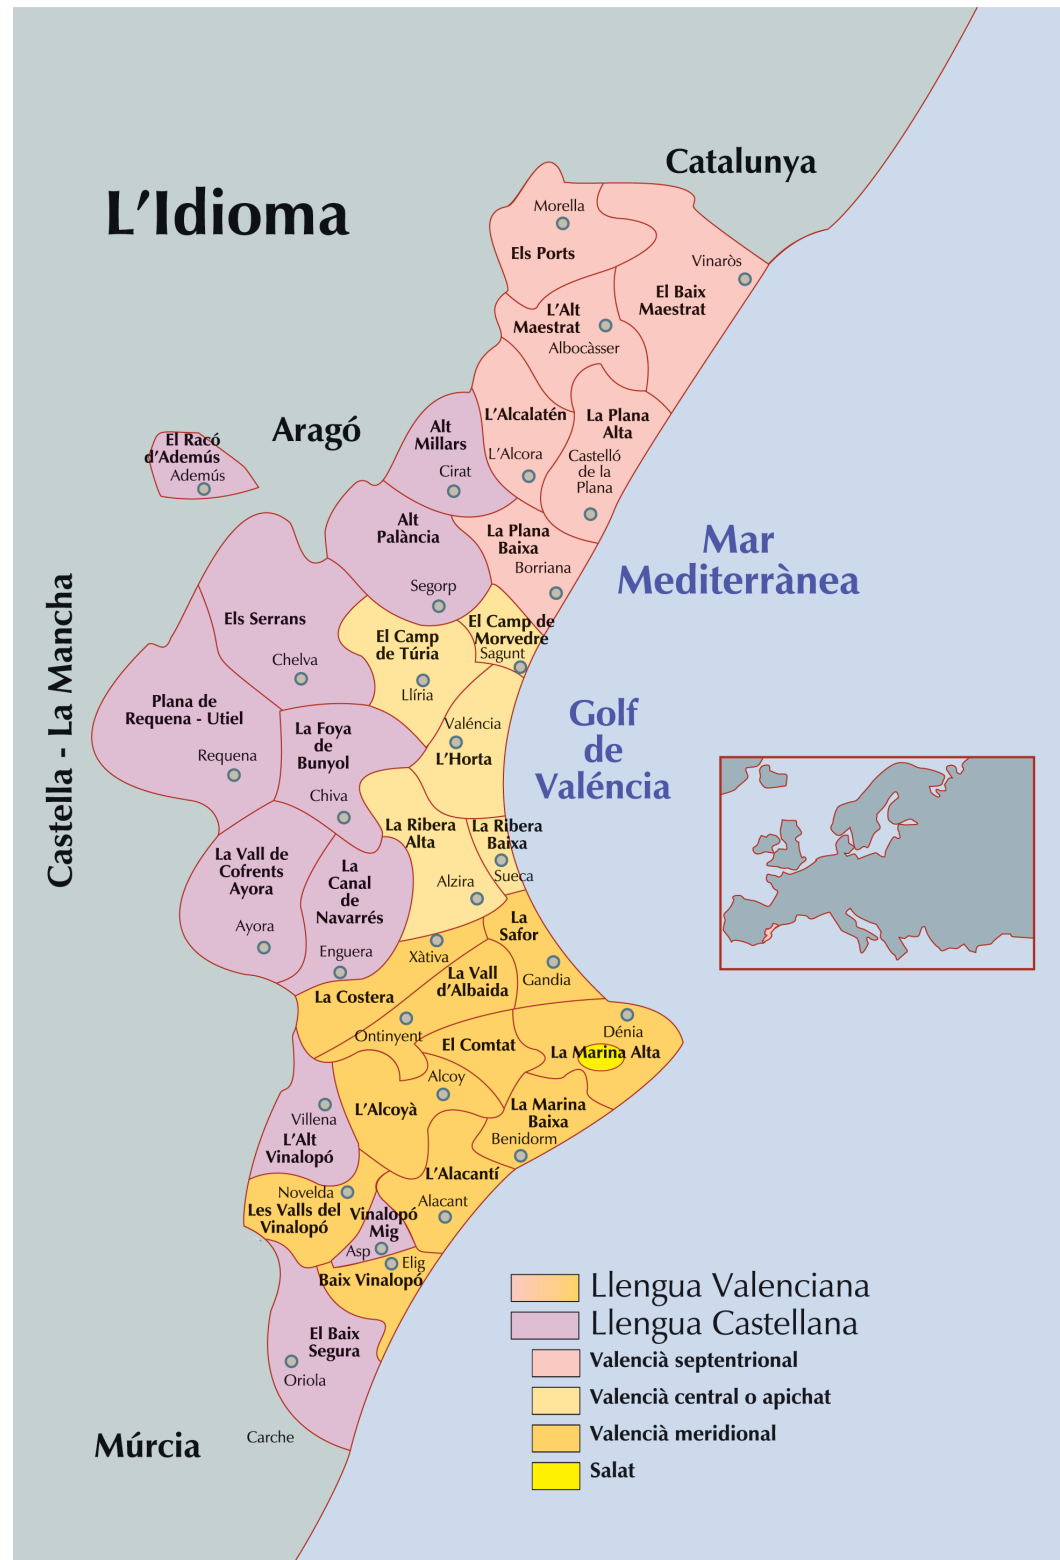 L'Idioma
Catalunya
Morella
Els Ports
Vinaròs
El Baix
Maestrat
L'Alt
Maestrat
Albocàsser
Aragó
El Racó
d'Ademús
Ademús
Alt
Millars
Cirat
L'Alcalatén
L'Alcora
La Plana
Alta
Castelló
de la
Plana
Alt
Palància
Segorp
La Plana
Baixa
Borriana
Mar
Mediterrànea
Castella - La Mancha
Els Serrans
Chelva
El Camp
de Túria
Llíria
El Camp de
Morvedre
Sagunt
Plana de
Requena - Utiel
Requena
La Foya
de
Bunyol
Chiva
Valéncia
L'Horta
Golf
de
Valéncia
La Ribera
Alta
Alzira
La Ribera
Baixa
Sueca
La Vall de
Cofrents
Ayora
Ayora
La
Canal
de
Navarrés
Enguera
Xàtiva
La Costera
La
Safor
Gandia
La Vall
d'Albaida
Ontinyent
El Comtat
Dénia
La Marina Alta
Alcoy
L'Alcoyà
La Marina
Baixa
Benidorm
Villena
L'Alt
Vinalopó
L'Alacantí
Alacant
Novelda
Les Valls del
Vinalopó
Vinalopó
Mig
Asp
Elig
Baix Vinalopó
El Baix
Segura
Oriola
Carche
Múrcia
Llengua Valenciana
Llengua Castellana
Valencià septentrional
Valencià central o apichat
Valencià meridional
Salat